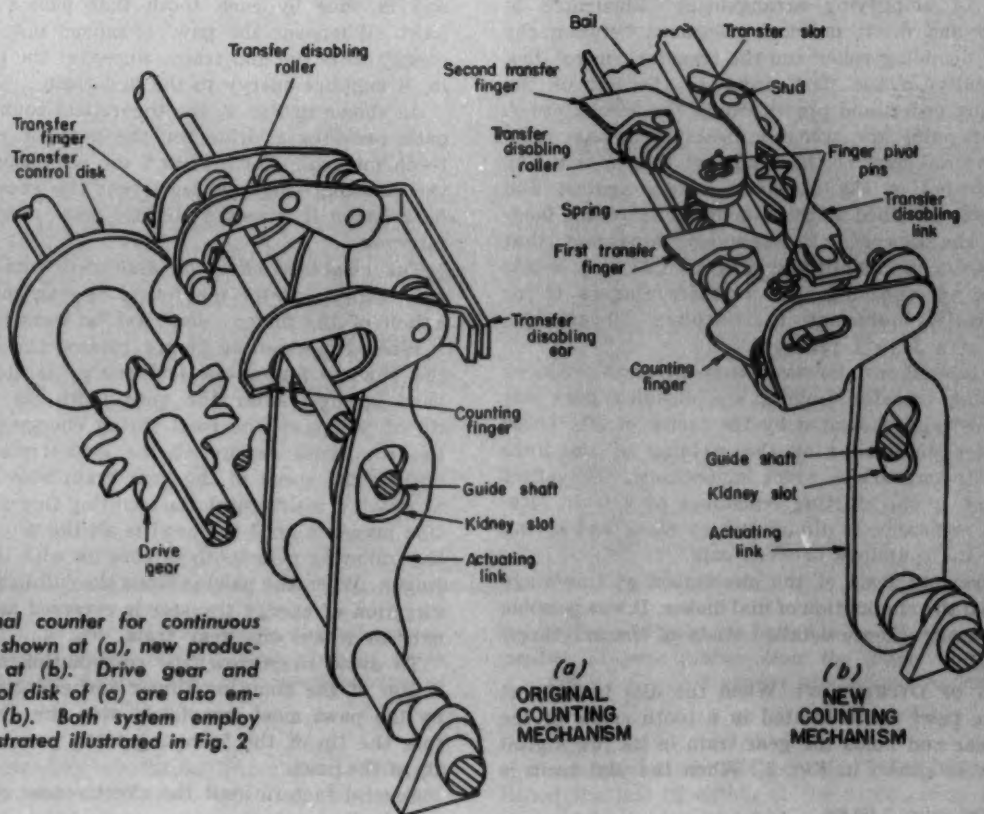 Transfer disabling
roller
Transfer
finger
Transfer
control disk
Transfer
disabling
ear
Counting
finger
Guide shaft
Kidney slot
Actuating
link
Drive
gear
Bail
Second transfer
finger
Transfer slot
Stud
Transfer
disabling
roller
Finger pivot
pins
Spring
Transfer
disabling
link
First transfer
finger
Counting
finger
Guide shaft
Kidney slot
Actuating
link
nal counter for continuous
shown at (a), new produc-
at (b). Drive gear and
ol disk of (a) are also em-
(b). Both system employ
strated illustrated in Fig. 2
(a)
ORIGINAL
COUNTING
MECHANISM
(b)
NEW
COUNTING
MECHANISM